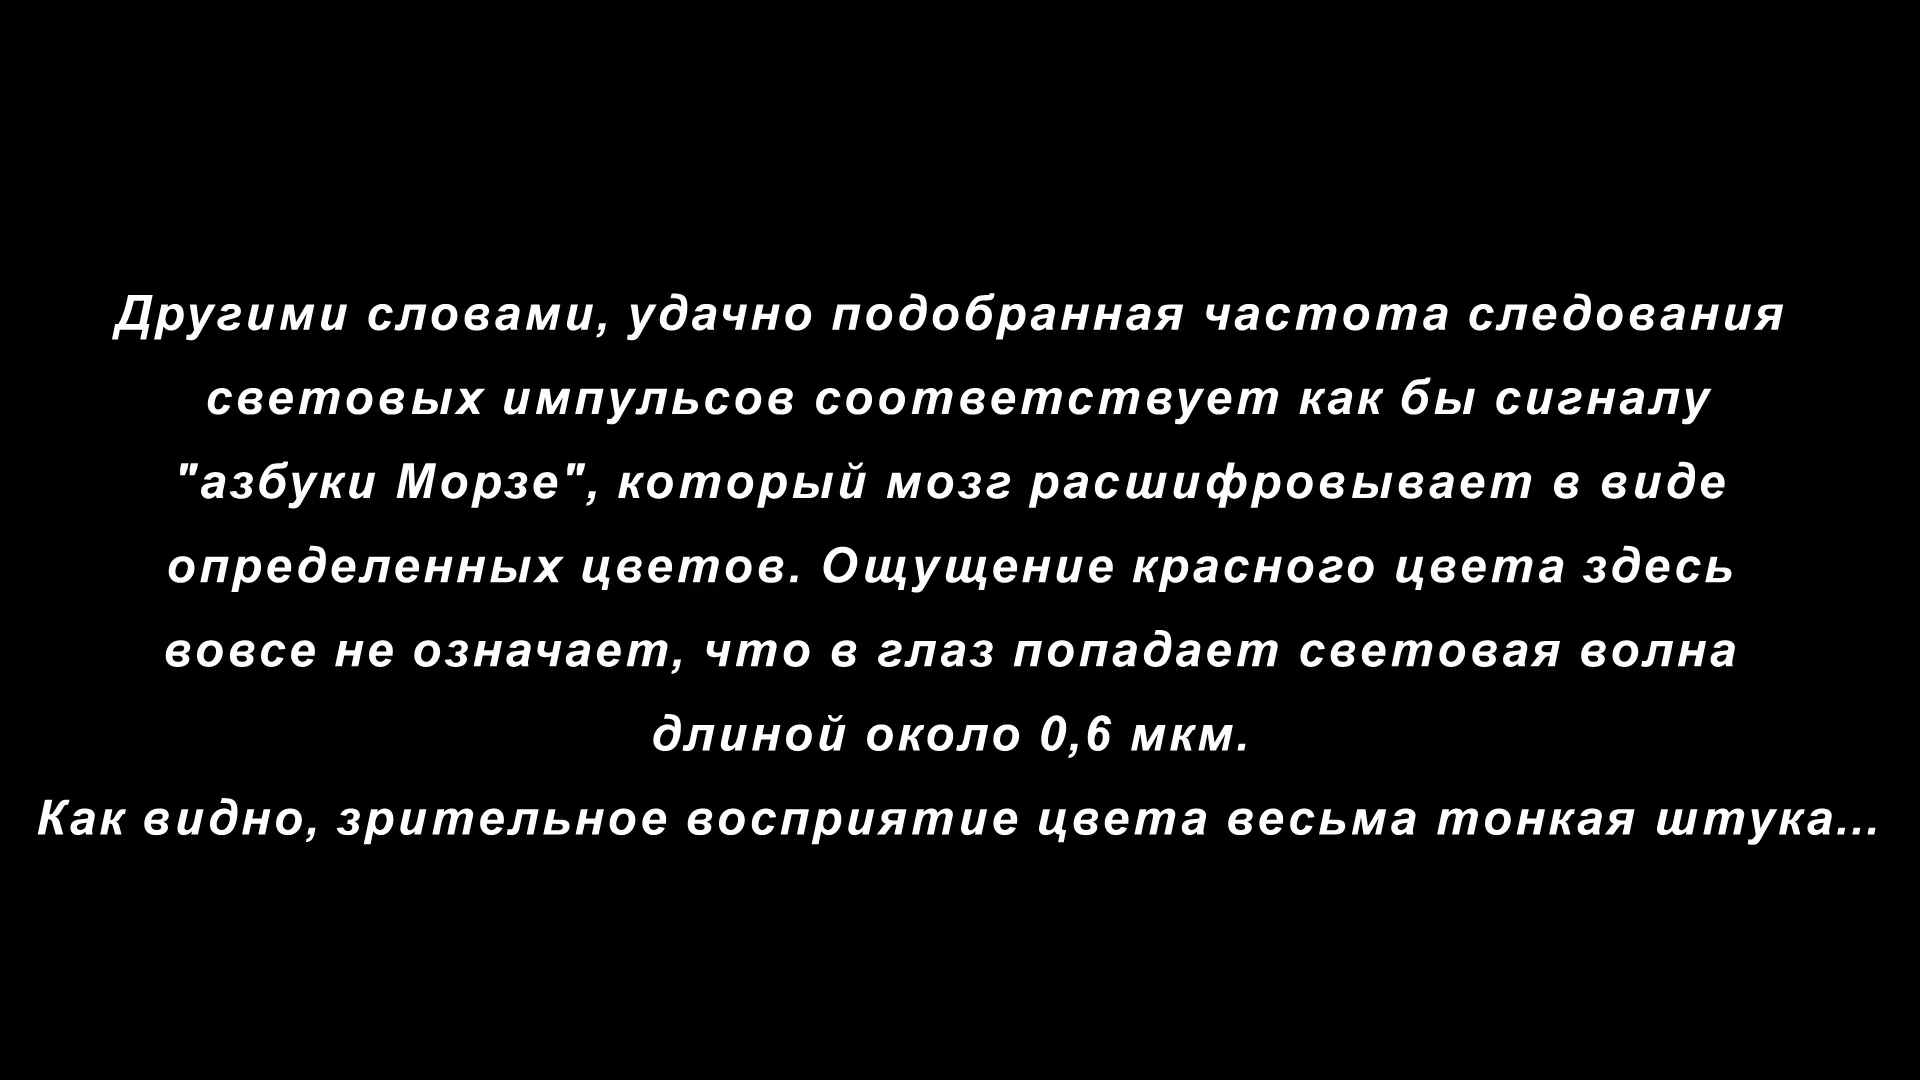 Другими словами, удачно подобранная частота следования
световых импульсов соответствует как бы сигналу
"азбуки Морзе", который мозг расшифровывает в виде
определенных цветов. Ощущение красного цвета здесь
вовсе не означает, что в глаз попадает световая волна
длиной около 0,6 мкм.
Как видно, зрительное восприятие цвета весьма тонкая штука...